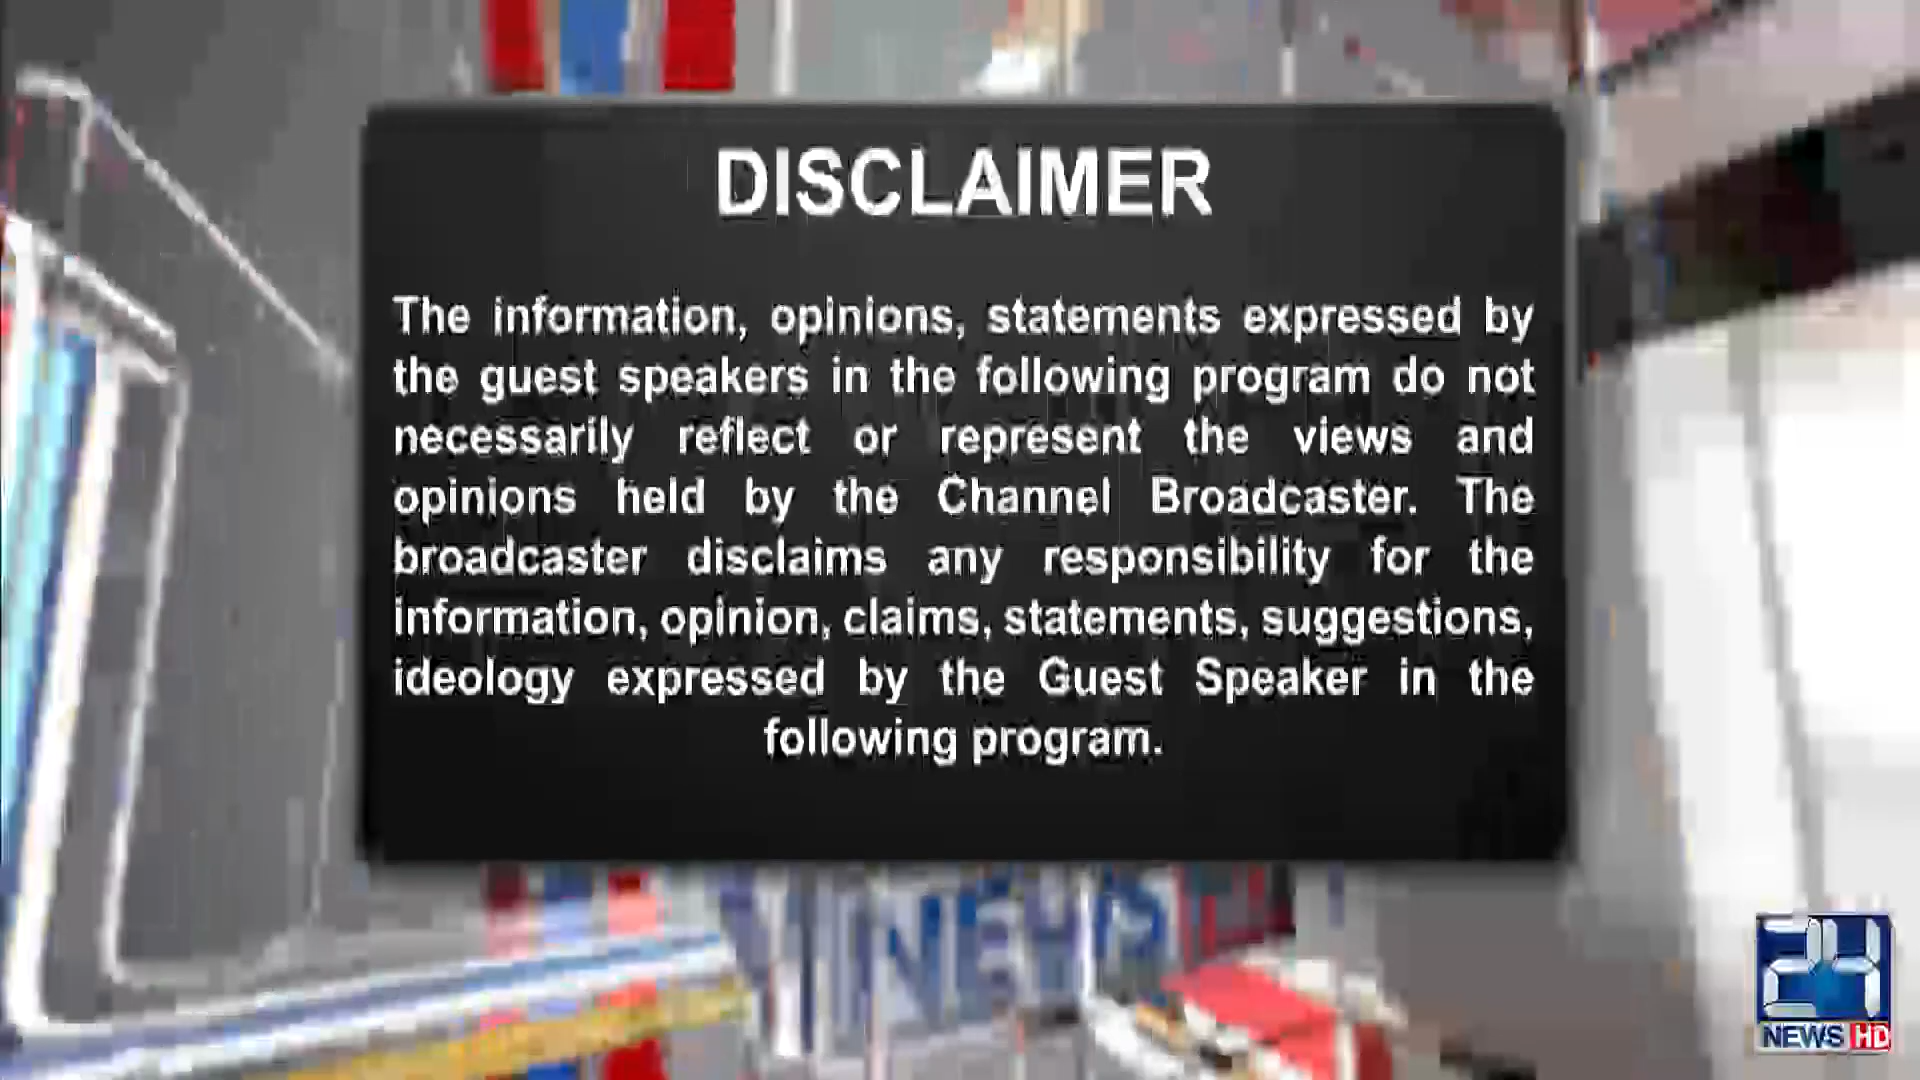 DISCLAIMER
The information, opinions, statements expressed by
the guest speakers in the following program do not
necessarily reflect or represent the views and
opinions held by the Channel Broadcaster. The
broadcaster disclaims any responsibility for the
information, opinion, claims, statements, suggestions,
ideology expressed by the Guest Speaker in the
following program.
NEWS
24
NEWS HD